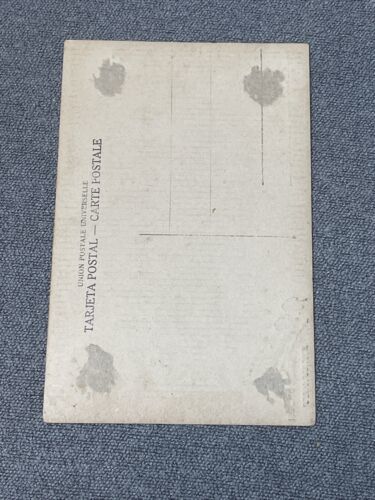 UNION POSTALE UNIVERSELLE
TARJETA POSTAL — CARTE POSTALE